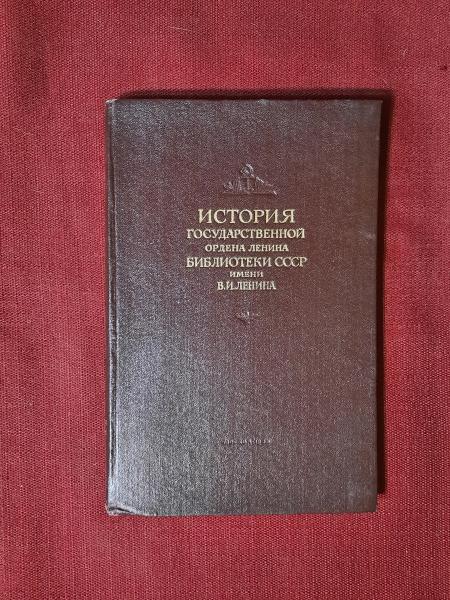 ИСТОРИЯ
ГОСУДАРСТВЕННОЙ
ОРДЕНА ЛЕНИНА
БИБЛИОТЕКИ СССР
ИМЕНИ
В.И.ЛЕНИНА